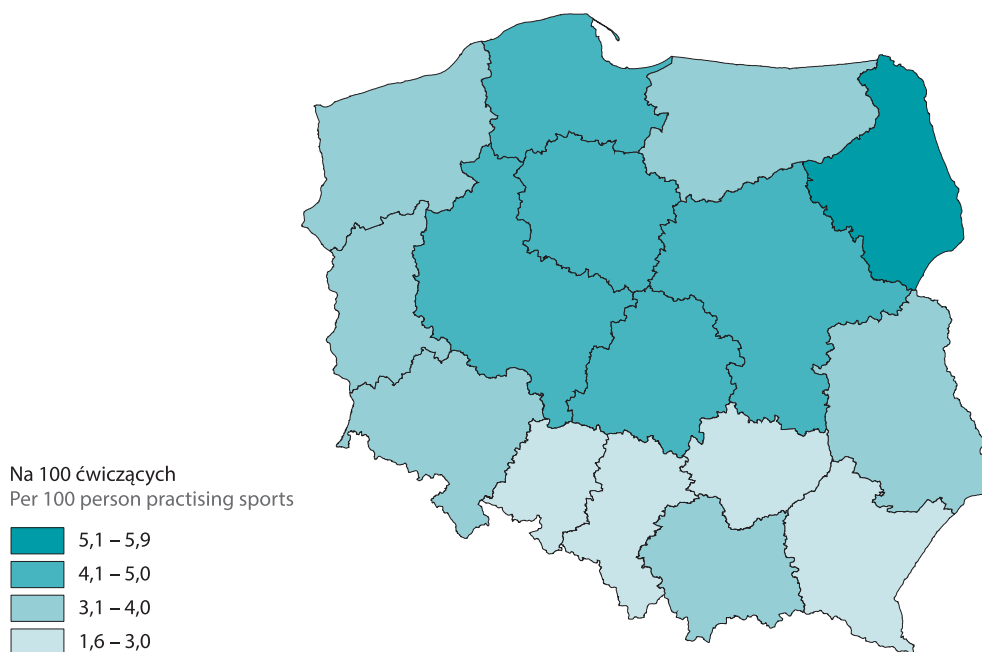 Na 100 ćwiczących
Per 100 person practising sports
5,1 – 5,9
4,1 – 5,0
3,1 – 4,0
1,6 – 3,0